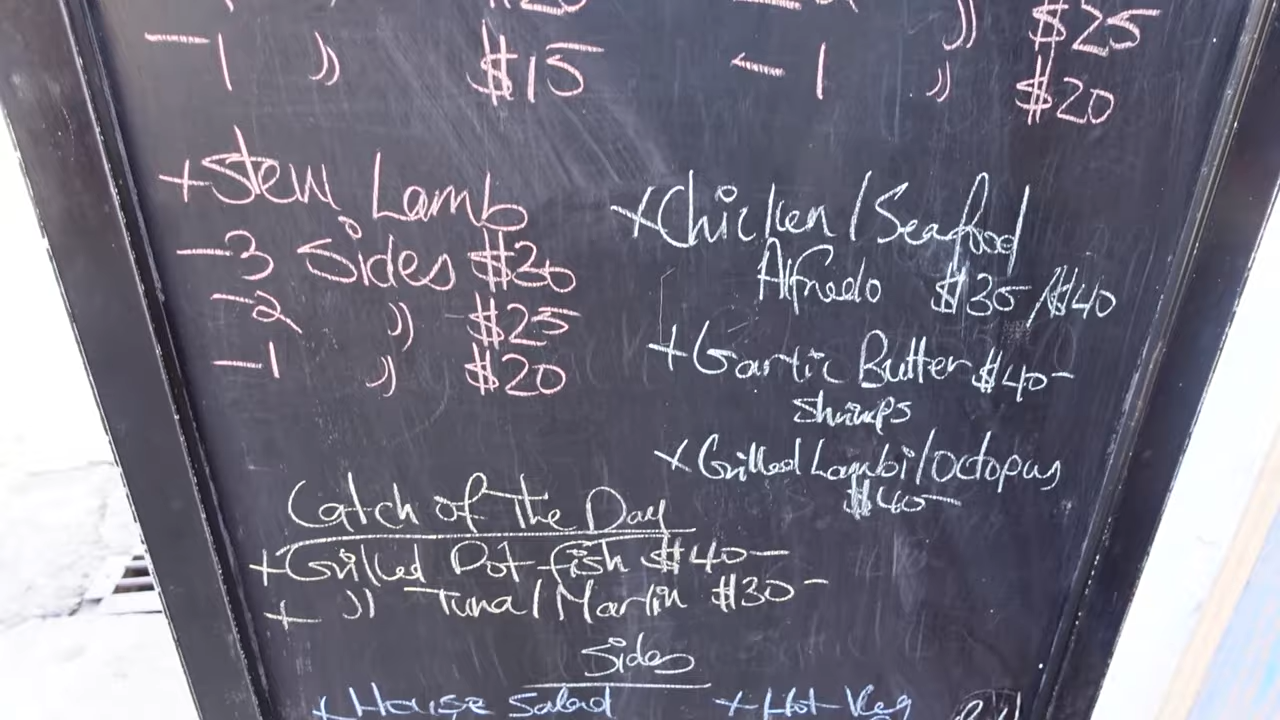 $20
– 1 〃 $15
〃 $25
– 1 〃 $20
+ Stew Lamb
– 3 Sides $30
– 2 〃 $25
– 1 〃 $20
+ Chicken / Seafood
Alfredo $35 / $40
+ Garlic Butter $40–
Shrimps
+ Grilled Lambi / Octopus
$40–
Catch of The Day
+ Grilled Pot fish $40–
+ 〃 Tuna / Marlin $30–
Sides
+ House Salad
+ Hot Veg